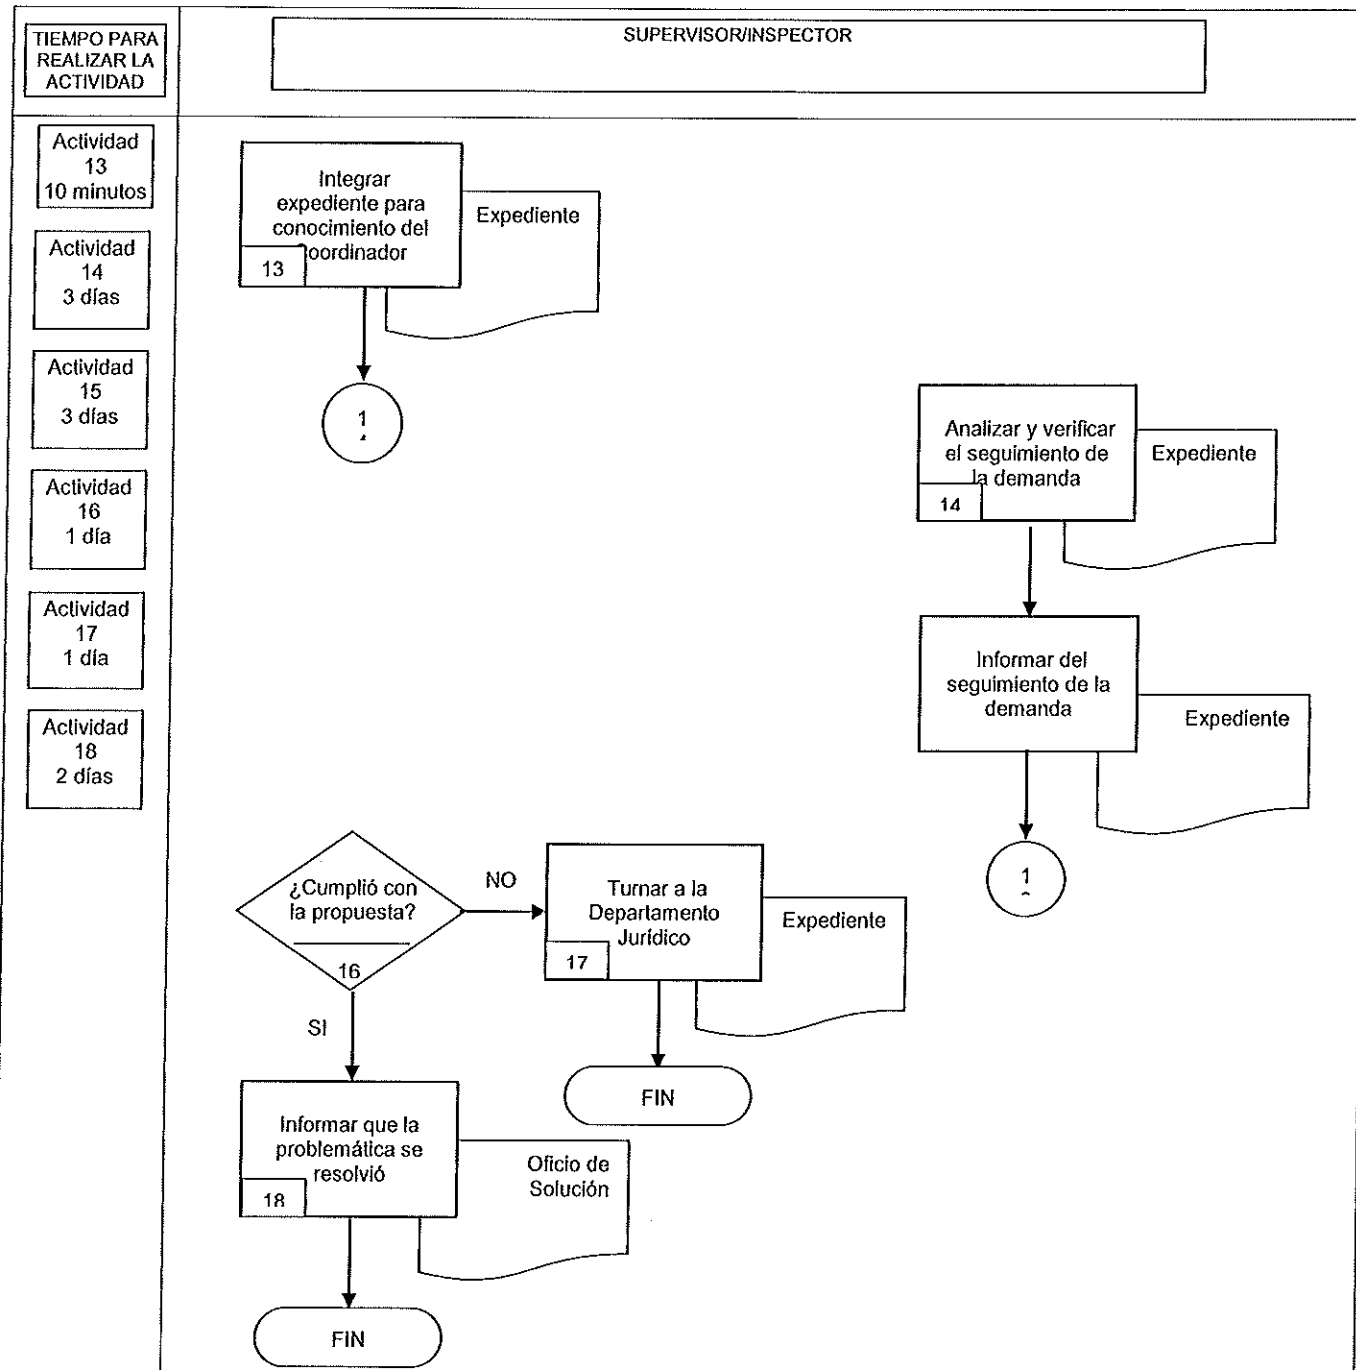 TIEMPO PARA
REALIZAR LA
ACTIVIDAD
SUPERVISOR/INSPECTOR
Actividad
13
10 minutos
Actividad
14
3 días
Actividad
15
3 días
Actividad
16
1 día
Actividad
17
1 día
Actividad
18
2 días
Integrar
expediente para
conocimiento del
oordinador
13
Expediente
1
Analizar y verificar
el seguimiento de
la demanda
14
Expediente
Informar del
seguimiento de la
demanda
Expediente
1
¿Cumplió con
la propuesta?
16
NO
SI
Turnar a la
Departamento
Jurídico
17
Expediente
FIN
Informar que la
problemática se
resolvió
18
Oficio de
Solución
FIN